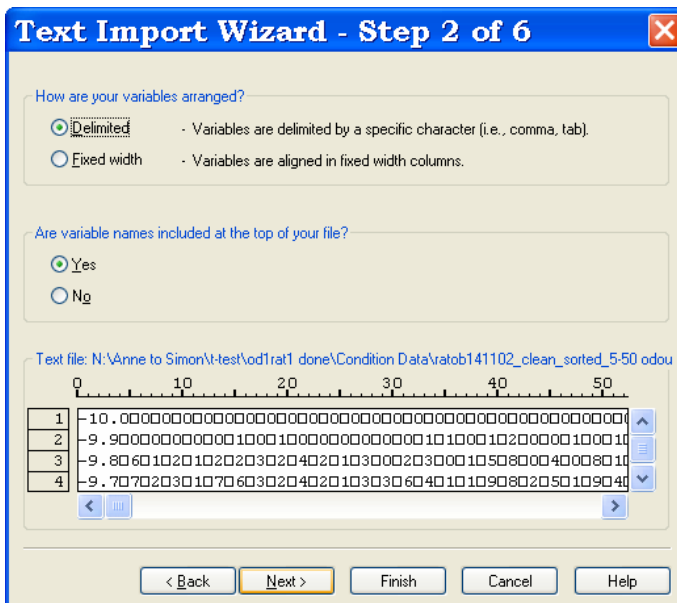 Text Import Wizard - Step 2 of 6
How are your variables arranged?
Delimited - Variables are delimited by a specific character (i.e., comma, tab).
Fixed width - Variables are aligned in fixed width columns.
Are variable names included at the top of your file?
Yes
No
Text file: N:\Anne to Simon\t-test\od1rat1 done\Condition Data\ratob141102_clean_sorted_5-50 odou
0 10 20 30 40 50
1
2
3
4
< Back Next > Finish Cancel Help